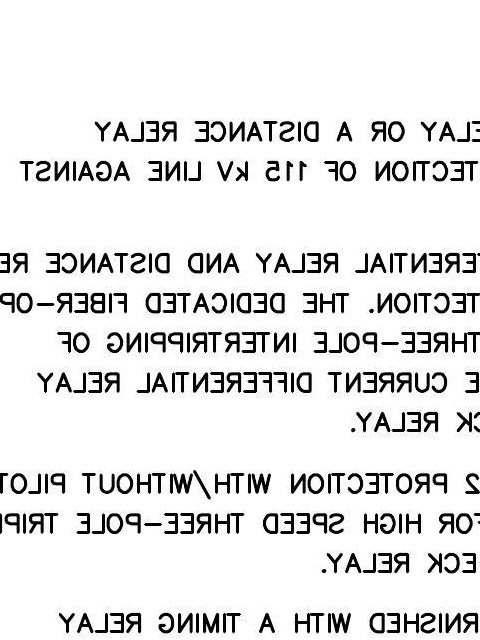 ELAY OR A DISTANCE RELAY
TECTION OF 115 kV LINE AGAINST
FERENTIAL RELAY AND DISTANCE RE
TECTION. THE DEDICATED FIBER-OP
THREE-POLE INTERTRIPPING OF
E CURRENT DIFFERENTIAL RELAY
CK RELAY.
2 PROTECTION WITH/WITHOUT PILOT
FOR HIGH SPEED THREE-POLE TRIPP
ECK RELAY.
RNISHED WITH A TIMING RELAY